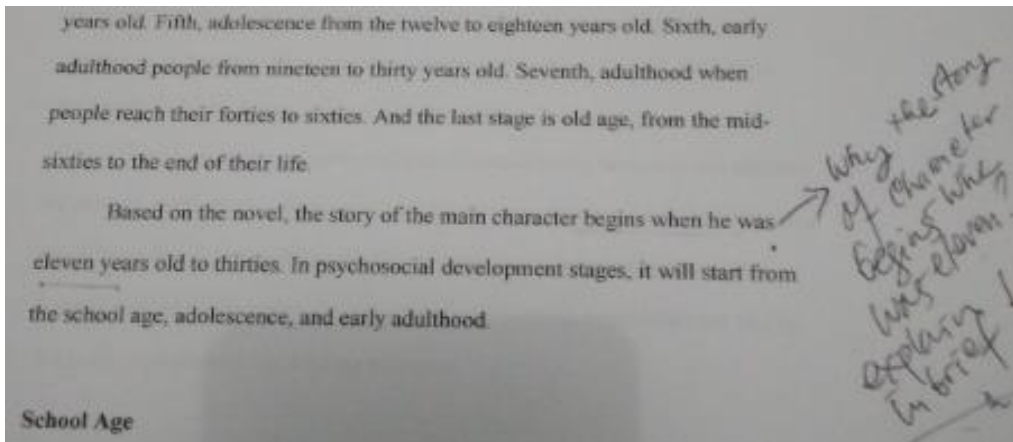 years old. Fifth, adolescence from the twelve to eighteen years old. Sixth, early
adulthood people from nineteen to thirty years old. Seventh, adulthood when
people reach their forties to sixties. And the last stage is old age, from the mid-
sixties to the end of their life.
Based on the novel, the story of the main character begins when he was
eleven years old to thirties. In psychosocial development stages, it will start from
the school age, adolescence, and early adulthood.
School Age
Why the story
of character
begins when
was eleven?
explain
in brief